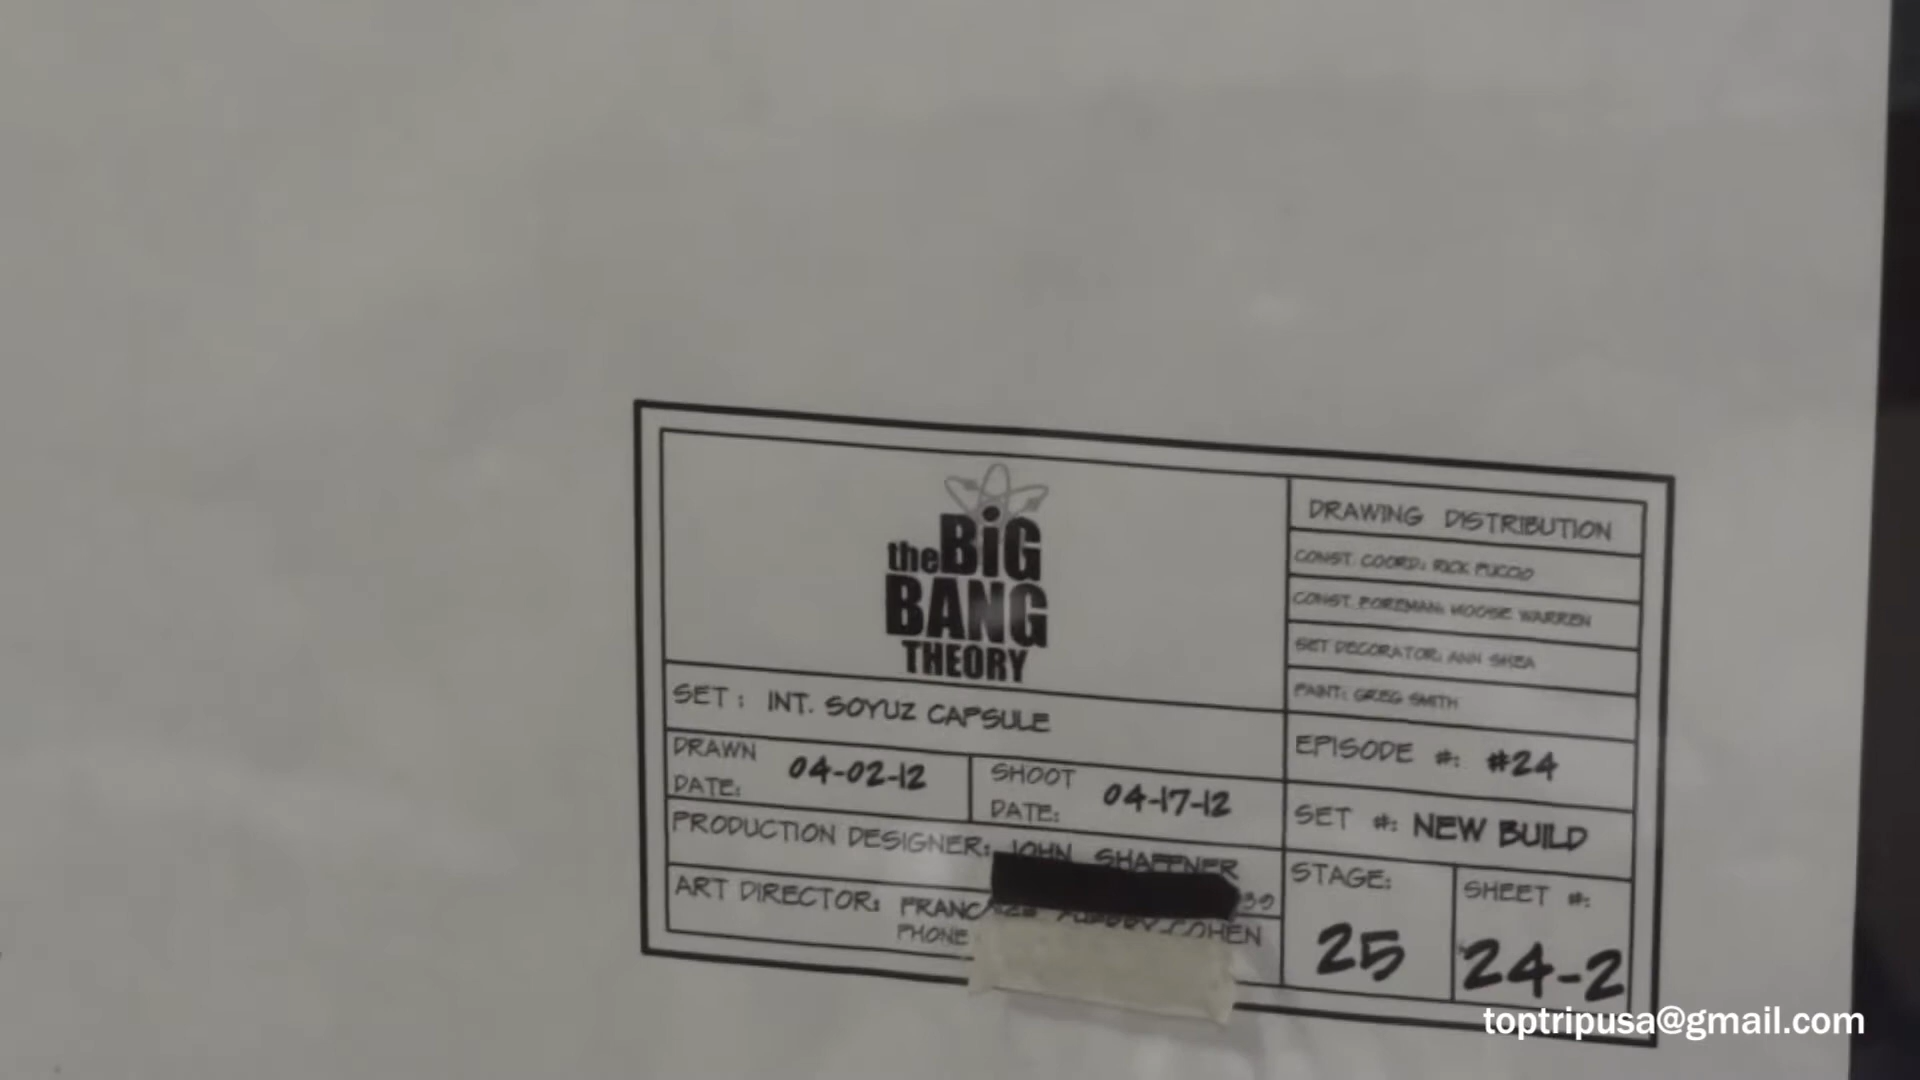 the BiG
BANG
THEORY
DRAWING DISTRIBUTION
CONST. COORD: RICK PUCCIO
CONST. FOREMAN: MOOSE WARREN
SET DECORATOR: ANN SHEA
PAINT: GREG SMITH
SET: INT. SOYUZ CAPSULE
EPISODE #: #24
DRAWN DATE: 04-02-12
SHOOT DATE: 04-17-12
SET #: NEW BUILD
PRODUCTION DESIGNER: JOHN SHAFFNER
ART DIRECTOR: COHEN
PHONE
STAGE: 25
SHEET #: 24-2
toptripusa@gmail.com